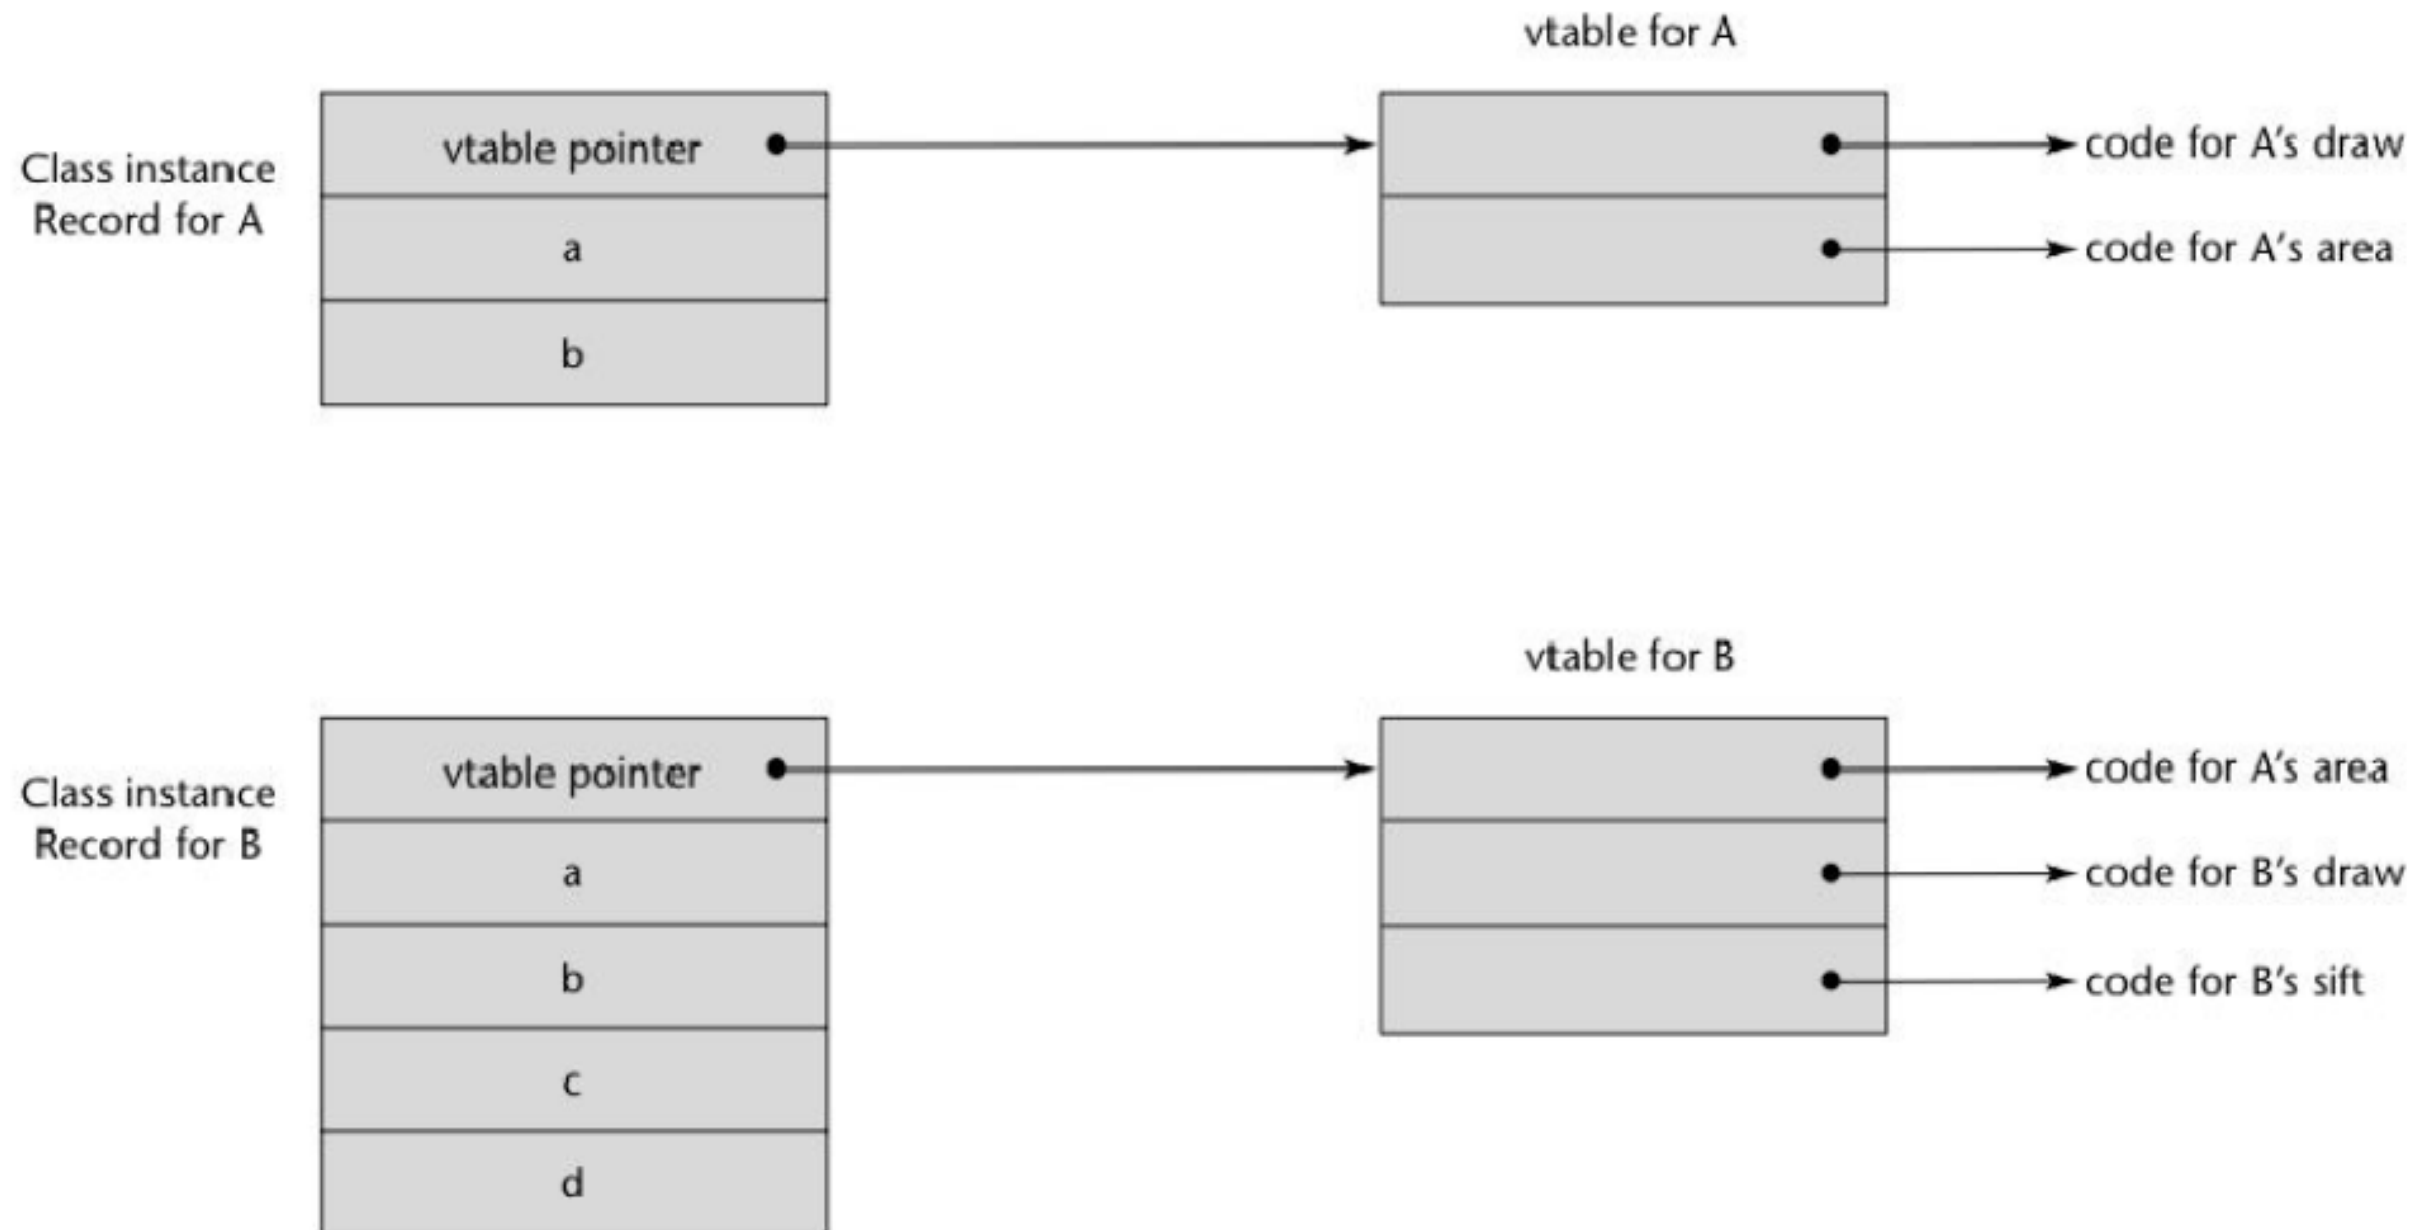 vtable for A
Class instance
Record for A
vtable pointer
a
b
code for A's draw
code for A's area
vtable for B
Class instance
Record for B
vtable pointer
a
b
c
d
code for A's area
code for B's draw
code for B's sift